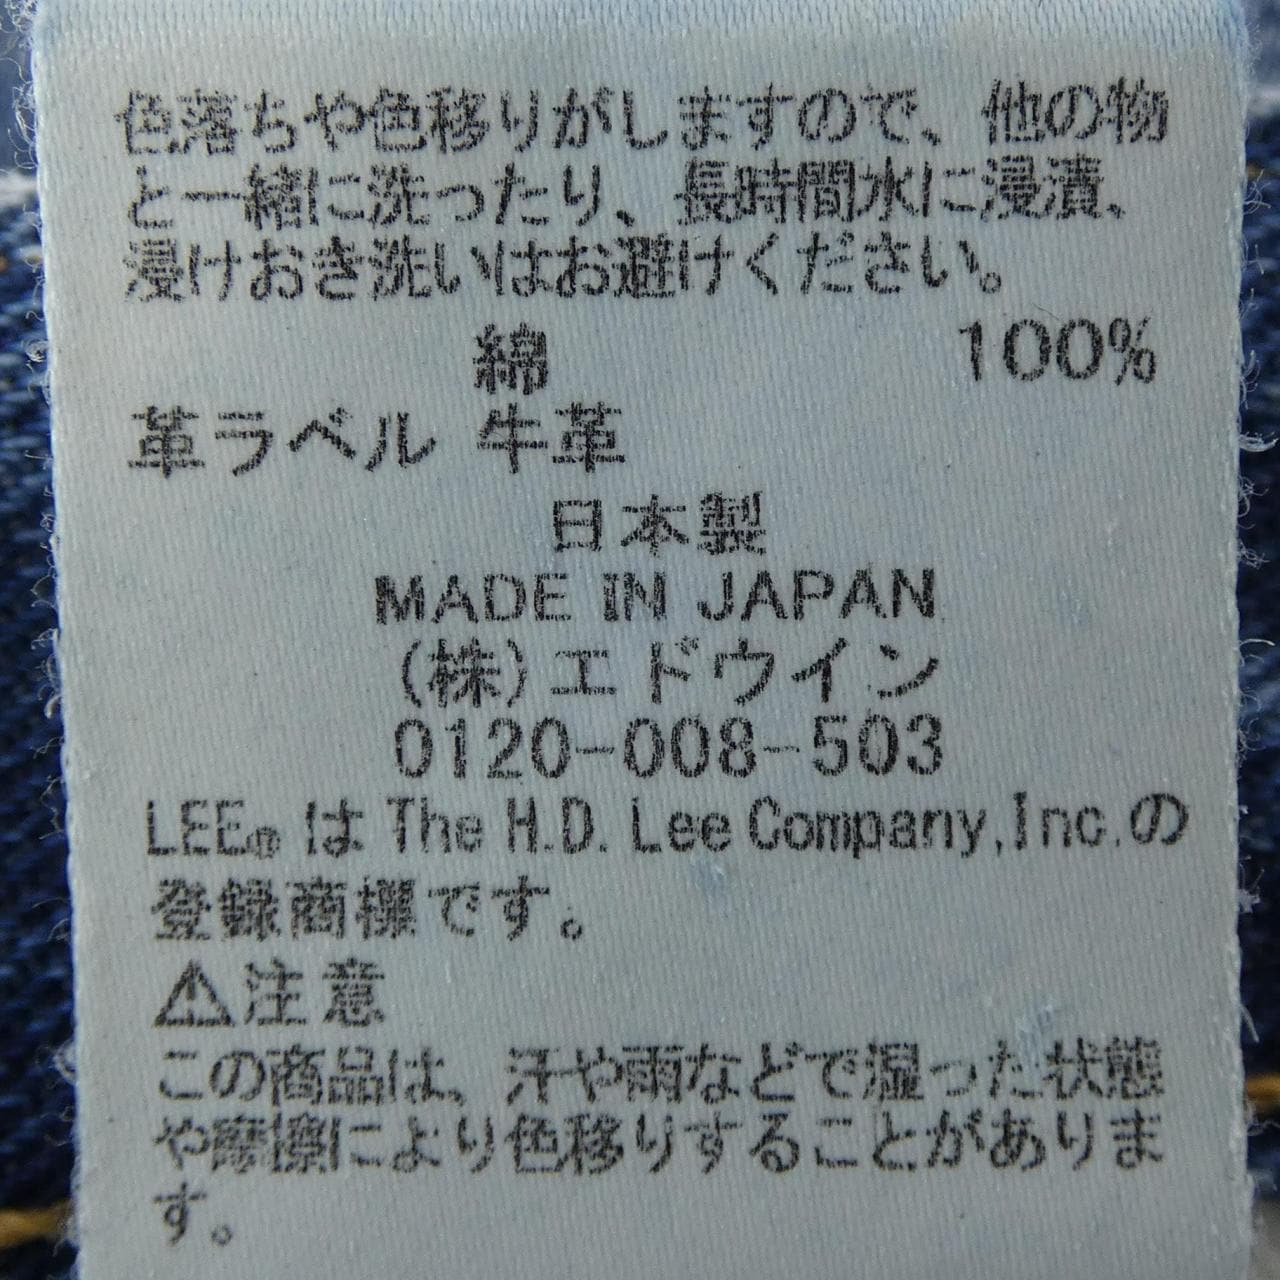 色落ちや色移りがしますので、他の物
と一緒に洗ったり、長時間水に浸漬、
浸けおき洗いはお避けください。
綿 100%
革ラベル 牛革
日本製
MADE IN JAPAN
(株)エドウイン
0120-008-503
LEE® は The H.D. Lee Company,Inc.の
登録商標です。
⚠注意
この商品は、汗や雨などで湿った状態
や摩擦により色移りすることがありま
す。